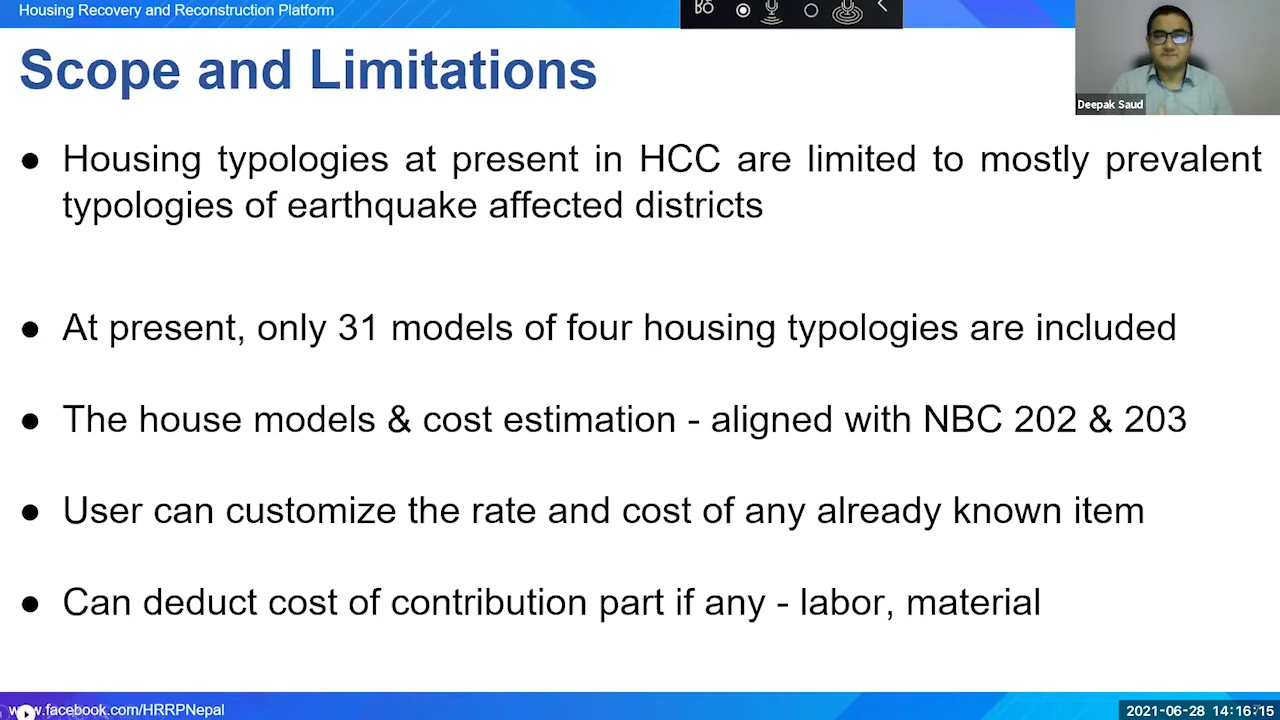 Housing Recovery and Reconstruction Platform
Scope and Limitations
Deepak Saud
● Housing typologies at present in HCC are limited to mostly prevalent
typologies of earthquake affected districts
● At present, only 31 models of four housing typologies are included
● The house models & cost estimation - aligned with NBC 202 & 203
● User can customize the rate and cost of any already known item
● Can deduct cost of contribution part if any - labor, material
www.facebook.com/HRRPNepal
2021-06-28 14:16:15